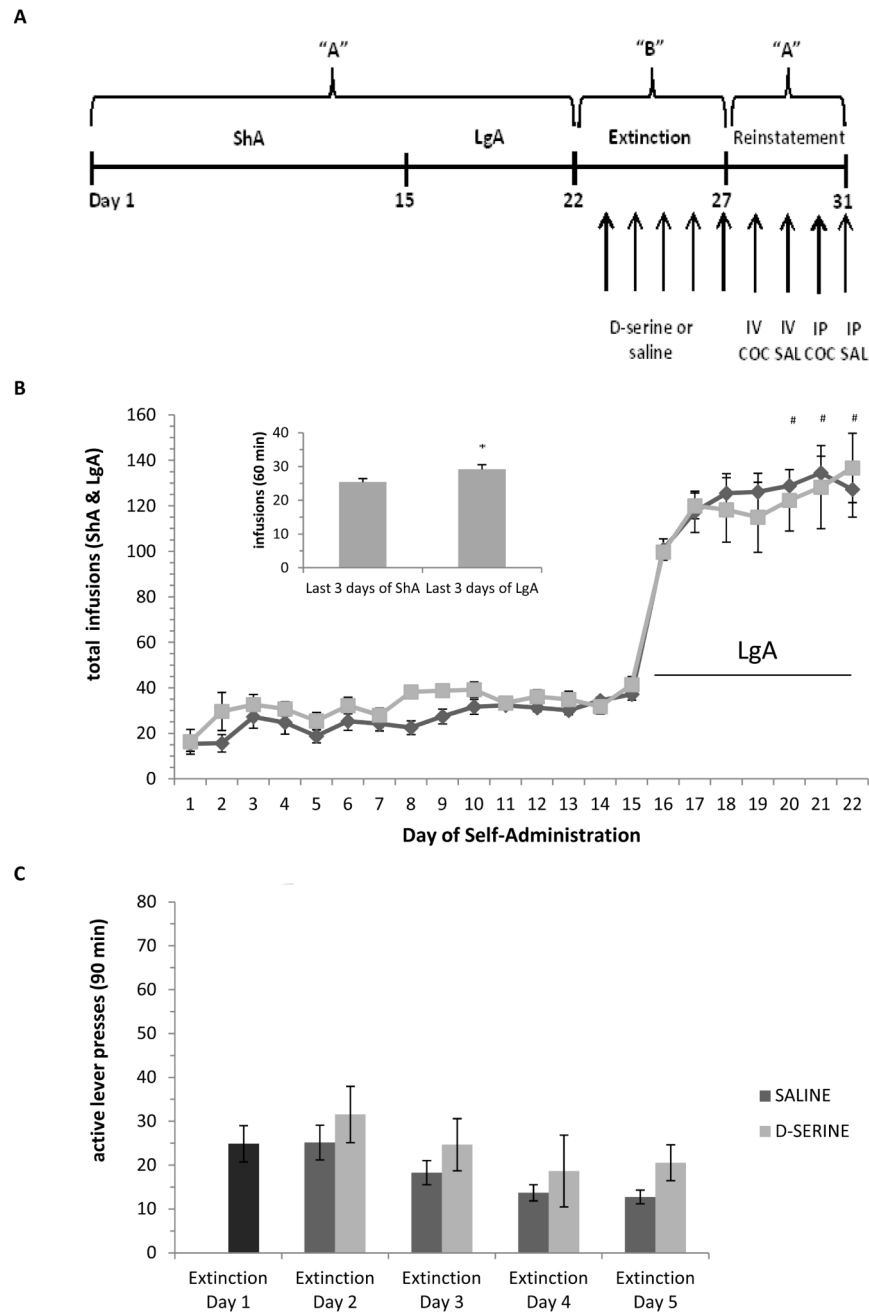 A
“A” “B” “A”
ShA LgA Extinction Reinstatement
Day 1 15 22 27 31
D-serine or saline
IV COC
IV SAL
IP COC
IP SAL
B
total infusions (ShA & LgA)
160
140
120
100
80
60
40
20
0
infusions (60 min)
40
30
20
10
0
*
Last 3 days of ShA Last 3 days of LgA
# # #
LgA
1 2 3 4 5 6 7 8 9 10 11 12 13 14 15 16 17 18 19 20 21 22
Day of Self-Administration
C
active lever presses (90 min)
80
70
60
50
40
30
20
10
0
SALINE
D-SERINE
Extinction Day 1
Extinction Day 2
Extinction Day 3
Extinction Day 4
Extinction Day 5